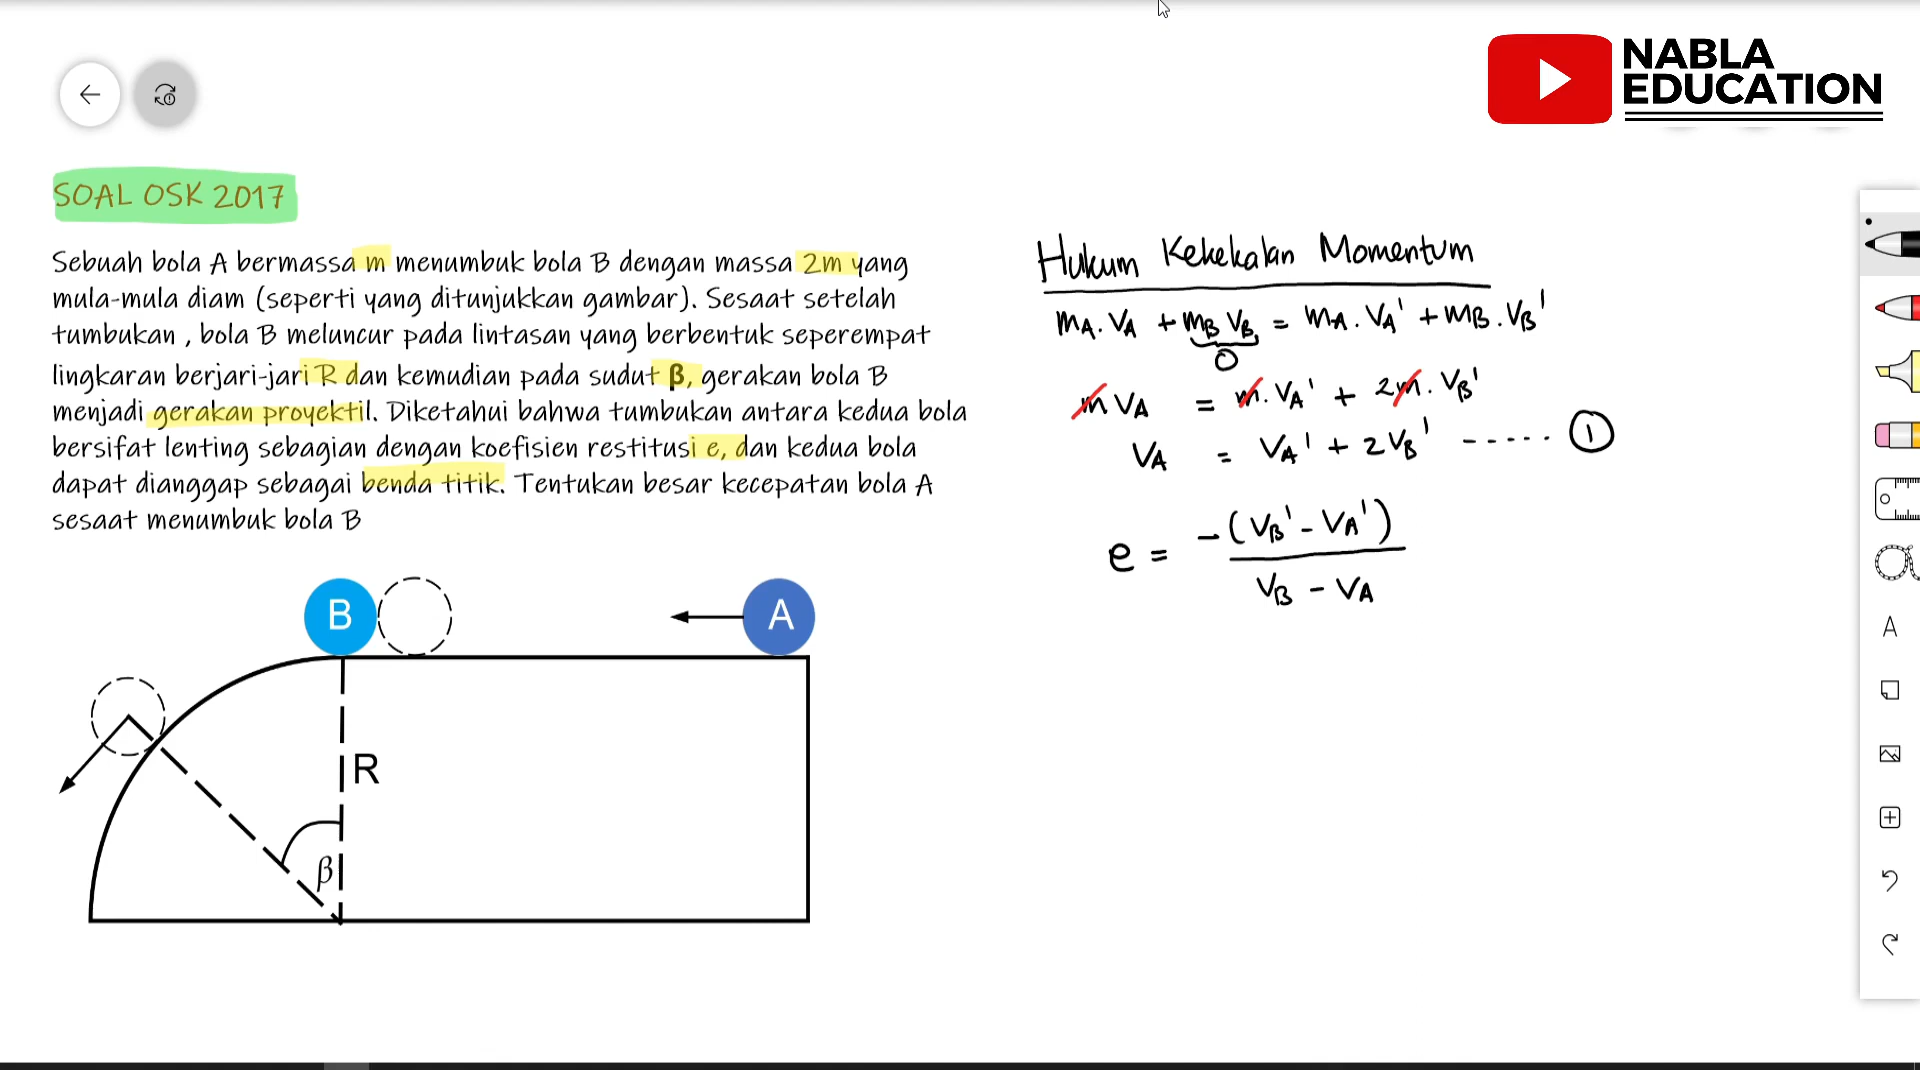 NABLA
EDUCATION
SOAL OSK 2017
Sebuah bola A bermassa m menumbuk bola B dengan massa 2m yang
mula-mula diam (seperti yang ditunjukkan gambar). Sesaat setelah
tumbukan , bola B meluncur pada lintasan yang berbentuk seperempat
lingkaran berjari-jari R dan kemudian pada sudut β, gerakan bola B
menjadi gerakan proyektil. Diketahui bahwa tumbukan antara kedua bola
bersifat lenting sebagian dengan koefisien restitusi e, dan kedua bola
dapat dianggap sebagai benda titik. Tentukan besar kecepatan bola A
sesaat menumbuk bola B
B
A
R
β
Hukum Kekekalan Momentum
mA. VA + mB VB = mA. VA' + mB. VB'
0
m VA = m. VA' + 2m. VB'
VA = VA' + 2 VB' ----- 1
e = -(VB' - VA')
VB - VA
A